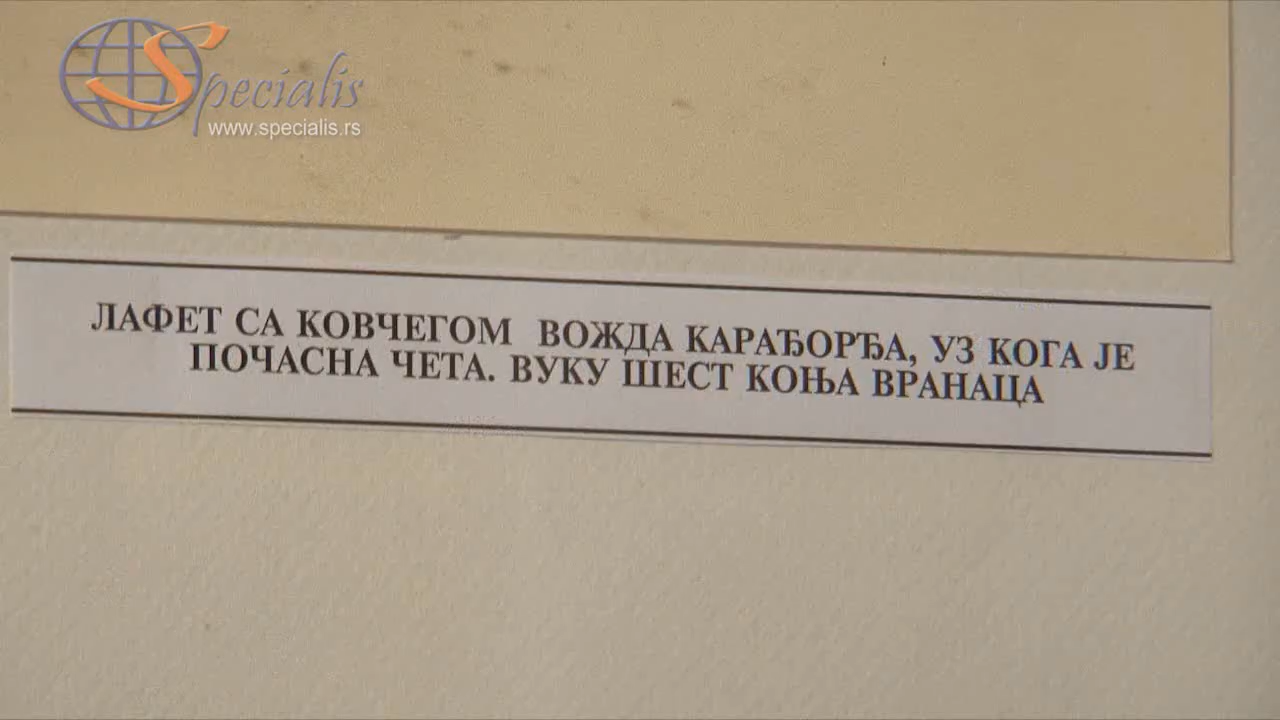 Specialis
www.specialis.rs
ЛАФЕТ СА КОВЧЕГОМ ВОЖДА КАРАЂОРЂА, УЗ КОГА ЈЕ
ПОЧАСНА ЧЕТА. ВУКУ ШЕСТ КОЊА ВРАНАЦА